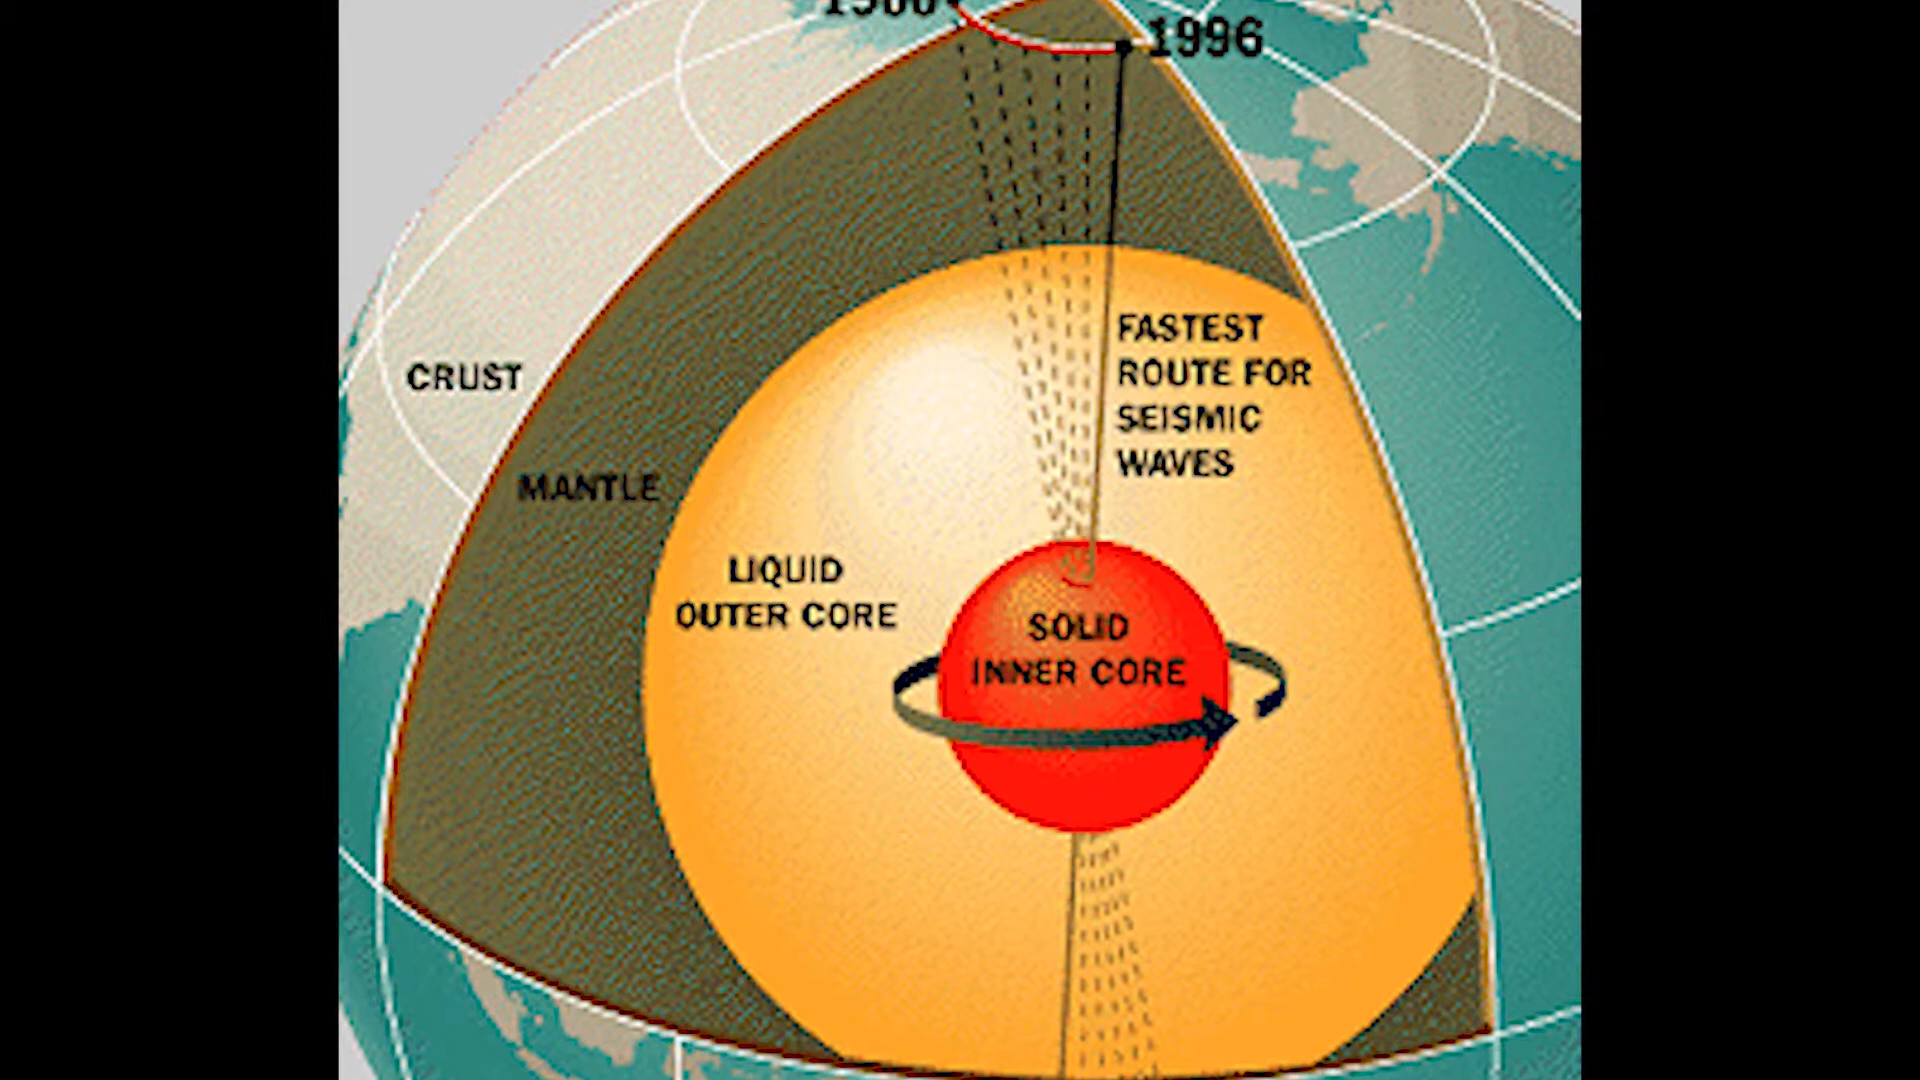 1996
FASTEST
ROUTE FOR
SEISMIC
WAVES
CRUST
MANTLE
LIQUID
OUTER CORE
SOLID
INNER CORE